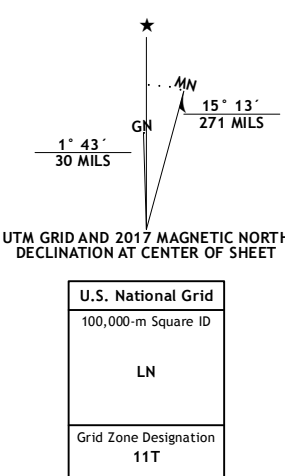 ★
MN
GN
15° 13´
271 MILS
1° 43´
30 MILS
UTM GRID AND 2017 MAGNETIC NORTH
DECLINATION AT CENTER OF SHEET
U.S. National Grid
100,000-m Square ID
LN
Grid Zone Designation
11T